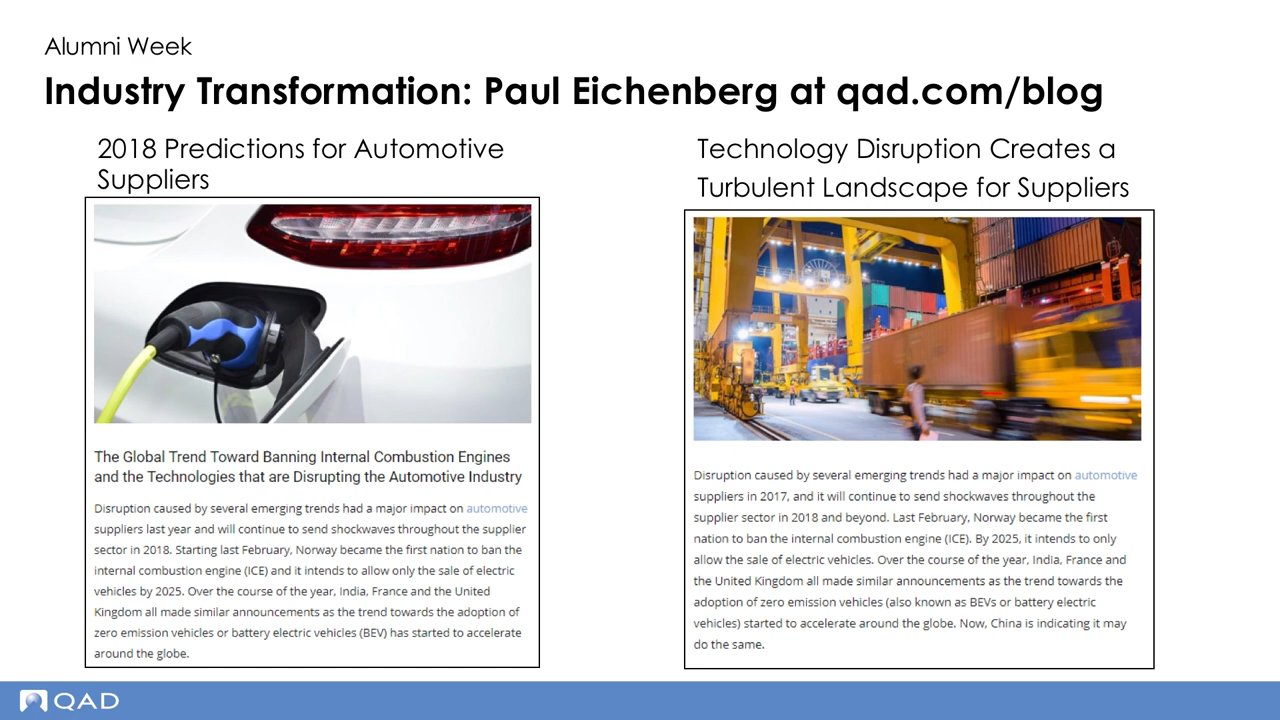 Alumni Week
Industry Transformation: Paul Eichenberg at qad.com/blog
2018 Predictions for Automotive
Suppliers
The Global Trend Toward Banning Internal Combustion Engines
and the Technologies that are Disrupting the Automotive Industry
Disruption caused by several emerging trends had a major impact on automotive
suppliers last year and will continue to send shockwaves throughout the supplier
sector in 2018. Starting last February, Norway became the first nation to ban the
internal combustion engine (ICE) and it intends to allow only the sale of electric
vehicles by 2025. Over the course of the year, India, France and the United
Kingdom all made similar announcements as the trend towards the adoption of
zero emission vehicles or battery electric vehicles (BEV) has started to accelerate
around the globe.
Technology Disruption Creates a
Turbulent Landscape for Suppliers
Disruption caused by several emerging trends had a major impact on automotive
suppliers in 2017, and it will continue to send shockwaves throughout the
supplier sector in 2018 and beyond. Last February, Norway became the first
nation to ban the internal combustion engine (ICE). By 2025, it intends to only
allow the sale of electric vehicles. Over the course of the year, India, France and
the United Kingdom all made similar announcements as the trend towards the
adoption of zero emission vehicles (also known as BEVs or battery electric
vehicles) started to accelerate around the globe. Now, China is indicating it may
do the same.
QAD